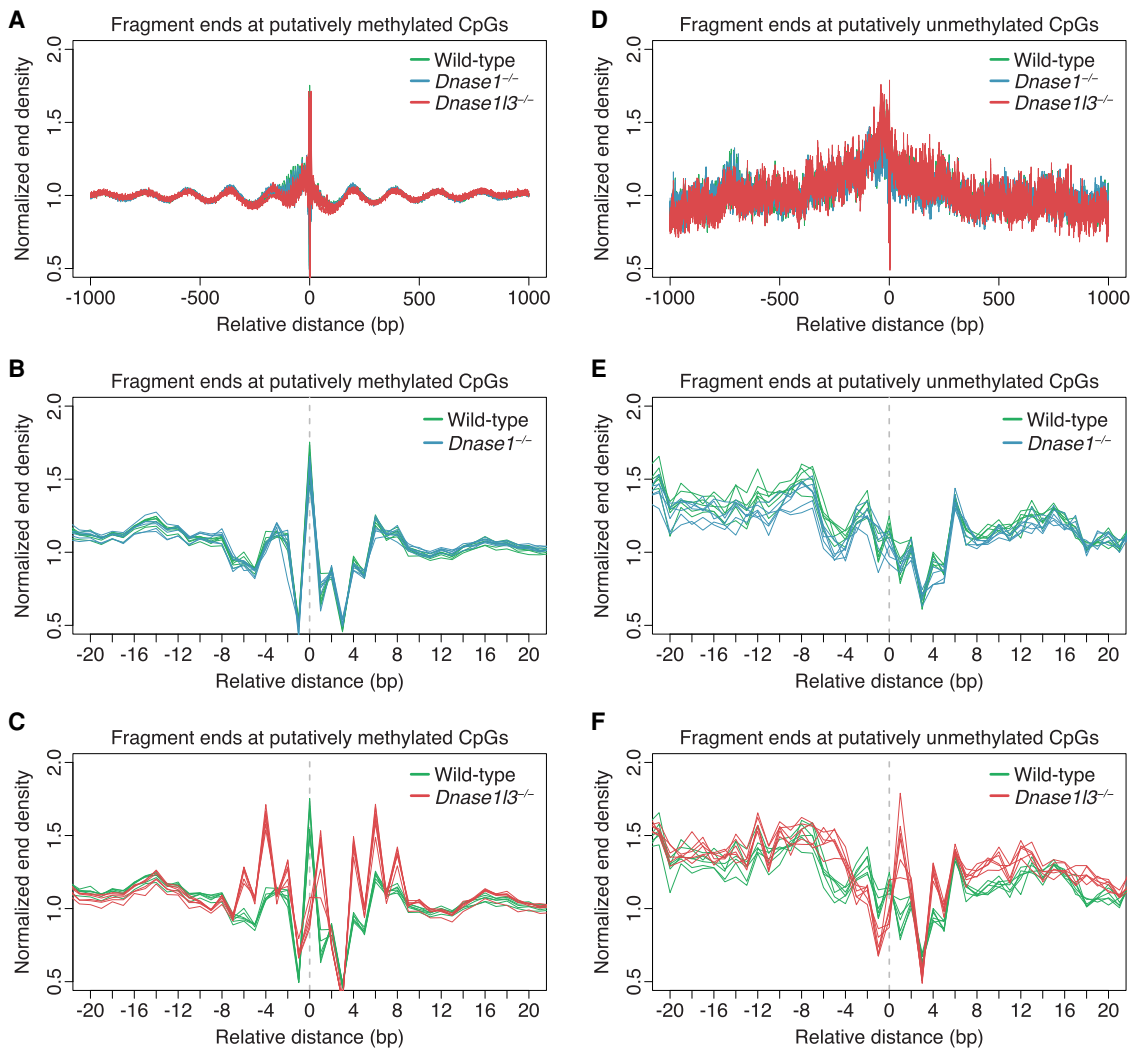 A
Fragment ends at putatively methylated CpGs
Normalized end density
2.0
1.5
1.0
0.5
Wild-type
Dnase1−/−
Dnase1l3−/−
-1000 -500 0 500 1000
Relative distance (bp)
D
Fragment ends at putatively unmethylated CpGs
Normalized end density
2.0
1.5
1.0
0.5
Wild-type
Dnase1−/−
Dnase1l3−/−
-1000 -500 0 500 1000
Relative distance (bp)
B
Fragment ends at putatively methylated CpGs
Normalized end density
2.0
1.5
1.0
0.5
Wild-type
Dnase1−/−
-20 -16 -12 -8 -4 0 4 8 12 16 20
Relative distance (bp)
E
Fragment ends at putatively unmethylated CpGs
Normalized end density
2.0
1.5
1.0
0.5
Wild-type
Dnase1−/−
-20 -16 -12 -8 -4 0 4 8 12 16 20
Relative distance (bp)
C
Fragment ends at putatively methylated CpGs
Normalized end density
2.0
1.5
1.0
0.5
Wild-type
Dnase1l3−/−
-20 -16 -12 -8 -4 0 4 8 12 16 20
Relative distance (bp)
F
Fragment ends at putatively unmethylated CpGs
Normalized end density
2.0
1.5
1.0
0.5
Wild-type
Dnase1l3−/−
-20 -16 -12 -8 -4 0 4 8 12 16 20
Relative distance (bp)